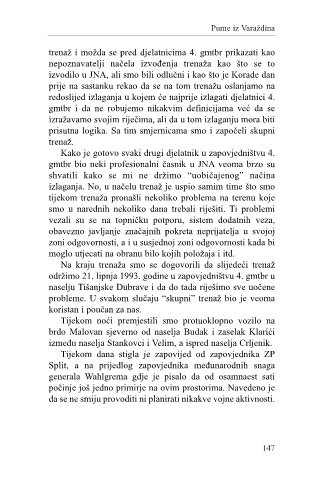 Pume iz Varaždina
trenaž i možda se pred djelatnicima 4. gmtbr prikazati kao
nepoznavatelji načela izvođenja trenaža kao što se to
izvodilo u JNA, ali smo bili odlučni i kao što je Korade dan
prije na sastanku rekao da se na tom trenažu oslanjamo na
redoslijed izlaganja u kojem će najprije izlagati djelatnici 4.
gmtbr i da ne robujemo nikakvim definicijama već da se
izražavamo svojim riječima, ali da u tom izlaganju mora biti
prisutna logika. Sa tim smjernicama smo i započeli skupni
trenaž.
Kako je gotovo svaki drugi djelatnik u zapovjedništvu 4.
gmtbr bio neki profesionalni časnik u JNA veoma brzo su
shvatili kako se mi ne držimo "uobičajenog" načina
izlaganja. No, u načelu trenaž je uspio samim time što smo
tijekom trenaža pronašli nekoliko problema na terenu koje
smo u narednih nekoliko dana trebali riješiti. Ti problemi
vezali su se na topničku potporu, sistem dodatnih veza,
obavezno javljanje značajnih pokreta neprijatelja u svojoj
zoni odgovornosti, a i u susjednoj zoni odgovornosti kada bi
moglo utjecati na obranu bilo kojih položaja i itd.
Na kraju trenaža smo se dogovorili da slijedeći trenaž
održimo 21. lipnja 1993. godine u zapovjedništvu 4. gmtbr u
naselju Tišanjske Dubrave i da do tada riješimo sve uočene
probleme. U svakom slučaju "skupni" trenaž bio je veoma
koristan i poučan za nas.
Tijekom noći premjestili smo protuoklopno vozilo na
brdo Malovan sjeverno od naselja Budak i zaselak Klarići
između naselja Stankovci i Velim, a ispred naselja Crljenik.
Tijekom dana stigla je zapovijed od zapovjednika ZP
Split, a na prijedlog zapovjednika međunarodnih snaga
generala Wahlgrema gdje je pisalo da od osamnaest sati
počinje još jedno primirje na ovim prostorima. Navedeno je
da se ne smiju provoditi ni planirati nikakve vojne aktivnosti.
147